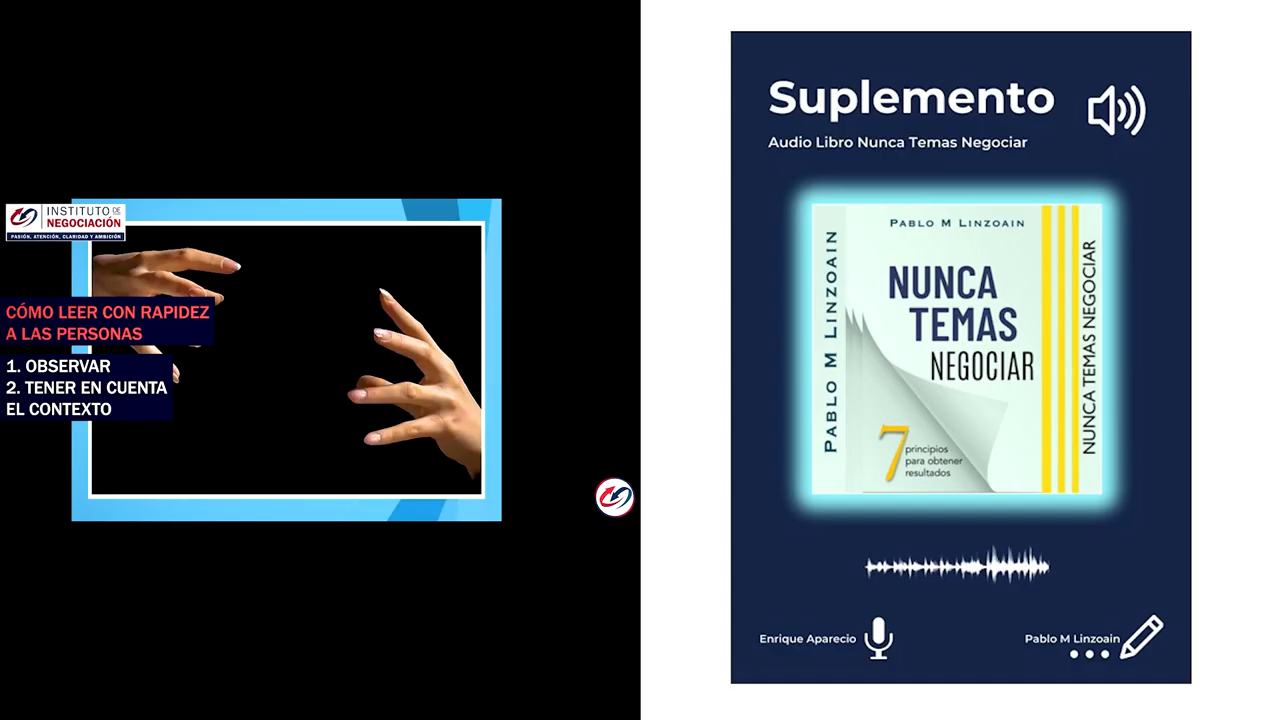 INSTITUTO DE
NEGOCIACIÓN
PASIÓN, ATENCIÓN, CLARIDAD Y AMBICIÓN
CÓMO LEER CON RAPIDEZ
A LAS PERSONAS
1. OBSERVAR
2. TENER EN CUENTA
EL CONTEXTO
Suplemento
Audio Libro Nunca Temas Negociar
PABLO M LINZOAIN
PABLO M LINZOAIN
NUNCA
TEMAS
NEGOCIAR
7 principios
para obtener
resultados
NUNCA TEMAS NEGOCIAR
Enrique Aparecio
Pablo M Linzoain